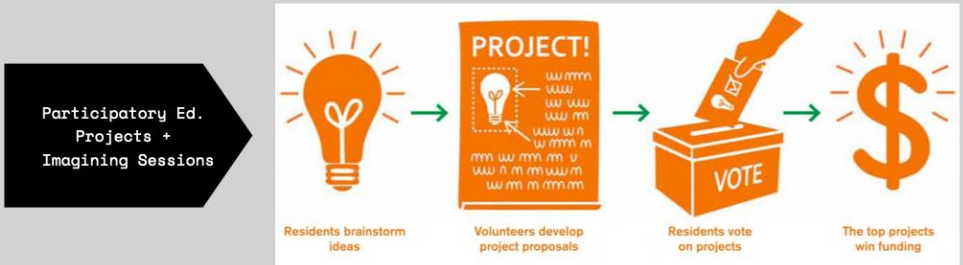 Participatory Ed.
Projects +
Imagining Sessions
PROJECT!
VOTE
Residents brainstorm
ideas
Volunteers develop
project proposals
Residents vote
on projects
The top projects
win funding